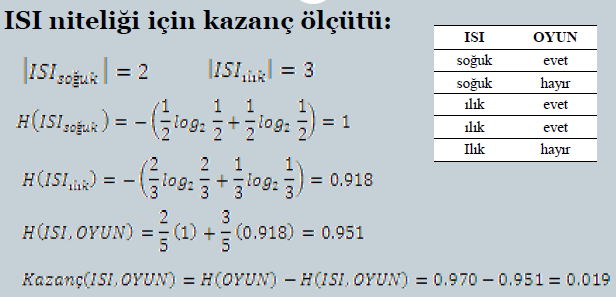 ISI niteliği için kazanç ölçütü:
|ISI_soğuk| = 2 |ISI_ılık| = 3
H(ISI_soğuk) = −(1/2 log₂ 1/2 + 1/2 log₂ 1/2) = 1
H(ISI_ılık) = −(2/3 log₂ 2/3 + 1/3 log₂ 1/3) = 0.918
H(ISI, OYUN) = 2/5 (1) + 3/5 (0.918) = 0.951
Kazanç(ISI, OYUN) = H(OYUN) − H(ISI, OYUN) = 0.970 − 0.951 = 0.019
ISI OYUN
soğuk evet
soğuk hayır
ılık evet
ılık evet
Ilık hayır